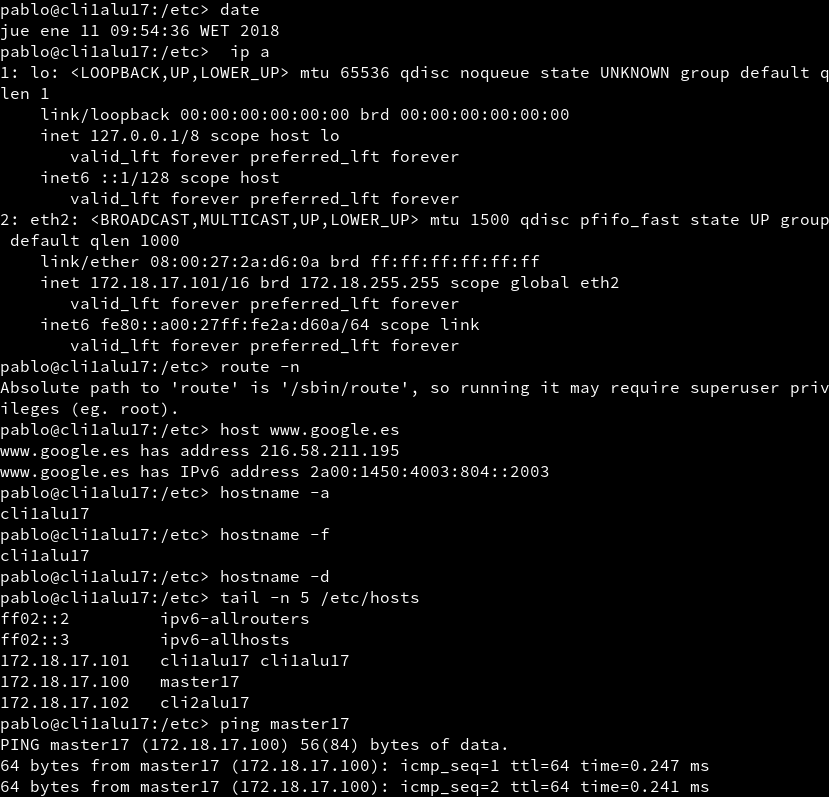 pablo@cli1alu17:/etc> date
jue ene 11 09:54:36 WET 2018
pablo@cli1alu17:/etc>  ip a
1: lo: <LOOPBACK,UP,LOWER_UP> mtu 65536 qdisc noqueue state UNKNOWN group default q
len 1
    link/loopback 00:00:00:00:00:00 brd 00:00:00:00:00:00
    inet 127.0.0.1/8 scope host lo
       valid_lft forever preferred_lft forever
    inet6 ::1/128 scope host
       valid_lft forever preferred_lft forever
2: eth2: <BROADCAST,MULTICAST,UP,LOWER_UP> mtu 1500 qdisc pfifo_fast state UP group
 default qlen 1000
    link/ether 08:00:27:2a:d6:0a brd ff:ff:ff:ff:ff:ff
    inet 172.18.17.101/16 brd 172.18.255.255 scope global eth2
       valid_lft forever preferred_lft forever
    inet6 fe80::a00:27ff:fe2a:d60a/64 scope link
       valid_lft forever preferred_lft forever
pablo@cli1alu17:/etc> route -n
Absolute path to 'route' is '/sbin/route', so running it may require superuser priv
ileges (eg. root).
pablo@cli1alu17:/etc> host www.google.es
www.google.es has address 216.58.211.195
www.google.es has IPv6 address 2a00:1450:4003:804::2003
pablo@cli1alu17:/etc> hostname -a
cli1alu17
pablo@cli1alu17:/etc> hostname -f
cli1alu17
pablo@cli1alu17:/etc> hostname -d
pablo@cli1alu17:/etc> tail -n 5 /etc/hosts
ff02::2         ipv6-allrouters
ff02::3         ipv6-allhosts
172.18.17.101   cli1alu17 cli1alu17
172.18.17.100   master17
172.18.17.102   cli2alu17
pablo@cli1alu17:/etc> ping master17
PING master17 (172.18.17.100) 56(84) bytes of data.
64 bytes from master17 (172.18.17.100): icmp_seq=1 ttl=64 time=0.247 ms
64 bytes from master17 (172.18.17.100): icmp_seq=2 ttl=64 time=0.241 ms